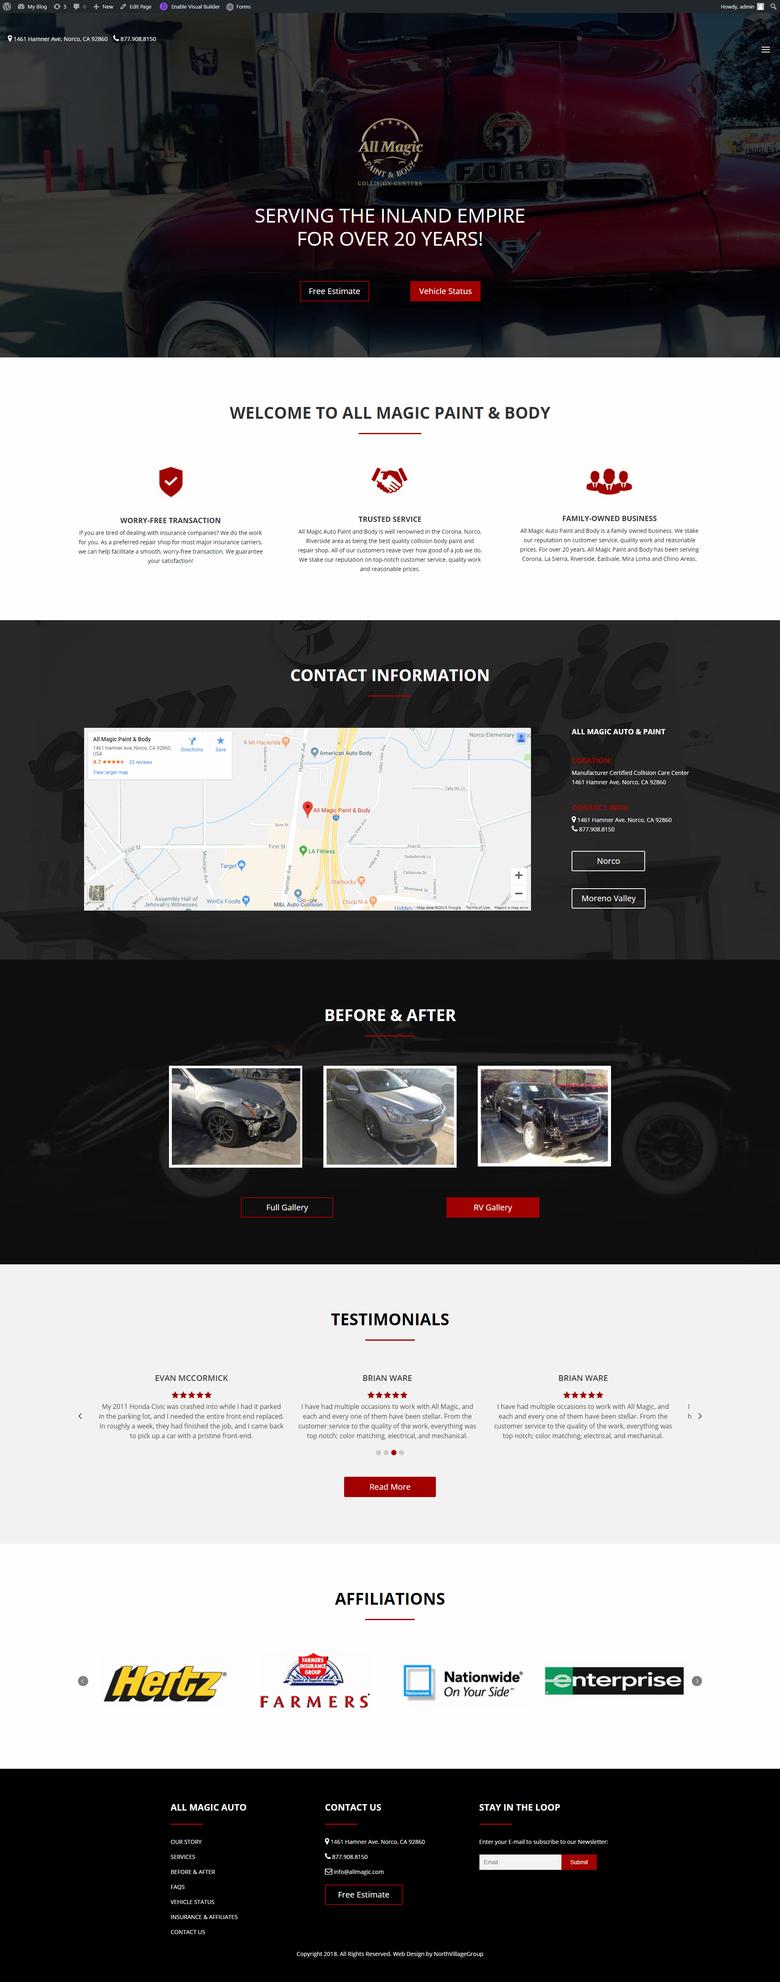 My Blog 5 0 New Edit Page Enable Visual Builder Forms Howdy, admin
1461 Hamner Ave. Norco, CA 92860 877.908.8150
51
FORD
V8
All Magic
PAINT & BODY
COLLISION CENTERS
SERVING THE INLAND EMPIRE
FOR OVER 20 YEARS!
Free Estimate
Vehicle Status
WELCOME TO ALL MAGIC PAINT & BODY
WORRY-FREE TRANSACTION
If you are tired of dealing with insurance companies? We do the work
for you. As a preferred repair shop for most major insurance carriers,
we can help facilitate a smooth, worry-free transaction. We guarantee
your satisfaction!
TRUSTED SERVICE
All Magic Auto Paint and Body is well renowned in the Corona, Norco,
Riverside area as being the best quality collision body paint and
repair shop. All of our customers reave over how good of a job we do.
We stake our reputation on top-notch customer service, quality work
and reasonable prices.
FAMILY-OWNED BUSINESS
All Magic Auto Paint and Body is a family owned business. We stake
our reputation on customer service, quality work and reasonable
prices. For over 20 years, All Magic Paint and Body has been serving
Corona, La Sierra, Riverside, Eastvale, Mira Loma and Chino Areas.
CONTACT INFORMATION
All Magic Paint & Body
1461 Hamner Ave, Norco, CA 92860,
USA
4.7 ★★★★★ 53 reviews
View larger map
Directions
Save
A Mi Hacienda
American Auto Body
Norco Elementary
Hamner Ave
All Magic Paint & Body
First St
First St
LA Fitness
Target
Mountain Ave
Hamner Ave
Starbucks
Assembly Hall of
Jehovah's Witnesses
WinCo Foods
Google
M&L Auto Collision
Chick-fil-A
Hidden
Map data ©2018 Google Terms of Use Report a map error
ALL MAGIC AUTO & PAINT
LOCATION:
Manufacturer Certified Collision Care Center
1461 Hamner Ave, Norco, CA 92860
CONTACT INFO:
1461 Hamner Ave. Norco, CA 92860
877.908.8150
Norco
Moreno Valley
BEFORE & AFTER
Full Gallery
RV Gallery
TESTIMONIALS
EVAN MCCORMICK
★★★★★
My 2011 Honda Civic was crashed into while I had it parked
in the parking lot, and I needed the entire front end replaced.
In roughly a week, they had finished the job, and I came back
to pick up a car with a pristine front-end.
BRIAN WARE
★★★★★
I have had multiple occasions to work with All Magic, and
each and every one of them have been stellar. From the
customer service to the quality of the work, everything was
top notch; color matching, electrical, and mechanical.
BRIAN WARE
★★★★★
I have had multiple occasions to work with All Magic, and
each and every one of them have been stellar. From the
customer service to the quality of the work, everything was
top notch; color matching, electrical, and mechanical.
I
h
Read More
AFFILIATIONS
Hertz
FARMERS
INSURANCE
GROUP
FARMERS
Nationwide
Nationwide®
On Your Side™
enterprise
ALL MAGIC AUTO
OUR STORY
SERVICES
BEFORE & AFTER
FAQS
VEHICLE STATUS
INSURANCE & AFFILIATES
CONTACT US
CONTACT US
1461 Hamner Ave. Norco, CA 92860
877.908.8150
info@allmagic.com
Free Estimate
STAY IN THE LOOP
Enter your E-mail to subscribe to our Newsletter:
Email
Submit
Copyright 2018. All Rights Reserved. Web Design by NorthVillageGroup